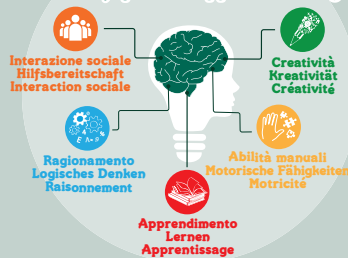 Interazione sociale
Hilfsbereitschaft
Interaction sociale
Creatività
Kreativität
Créativité
Ragionamento
Logisches Denken
Raisonnement
Abilità manuali
Motorische Fähigkeiten
Motricité
Apprendimento
Lernen
Apprentissage